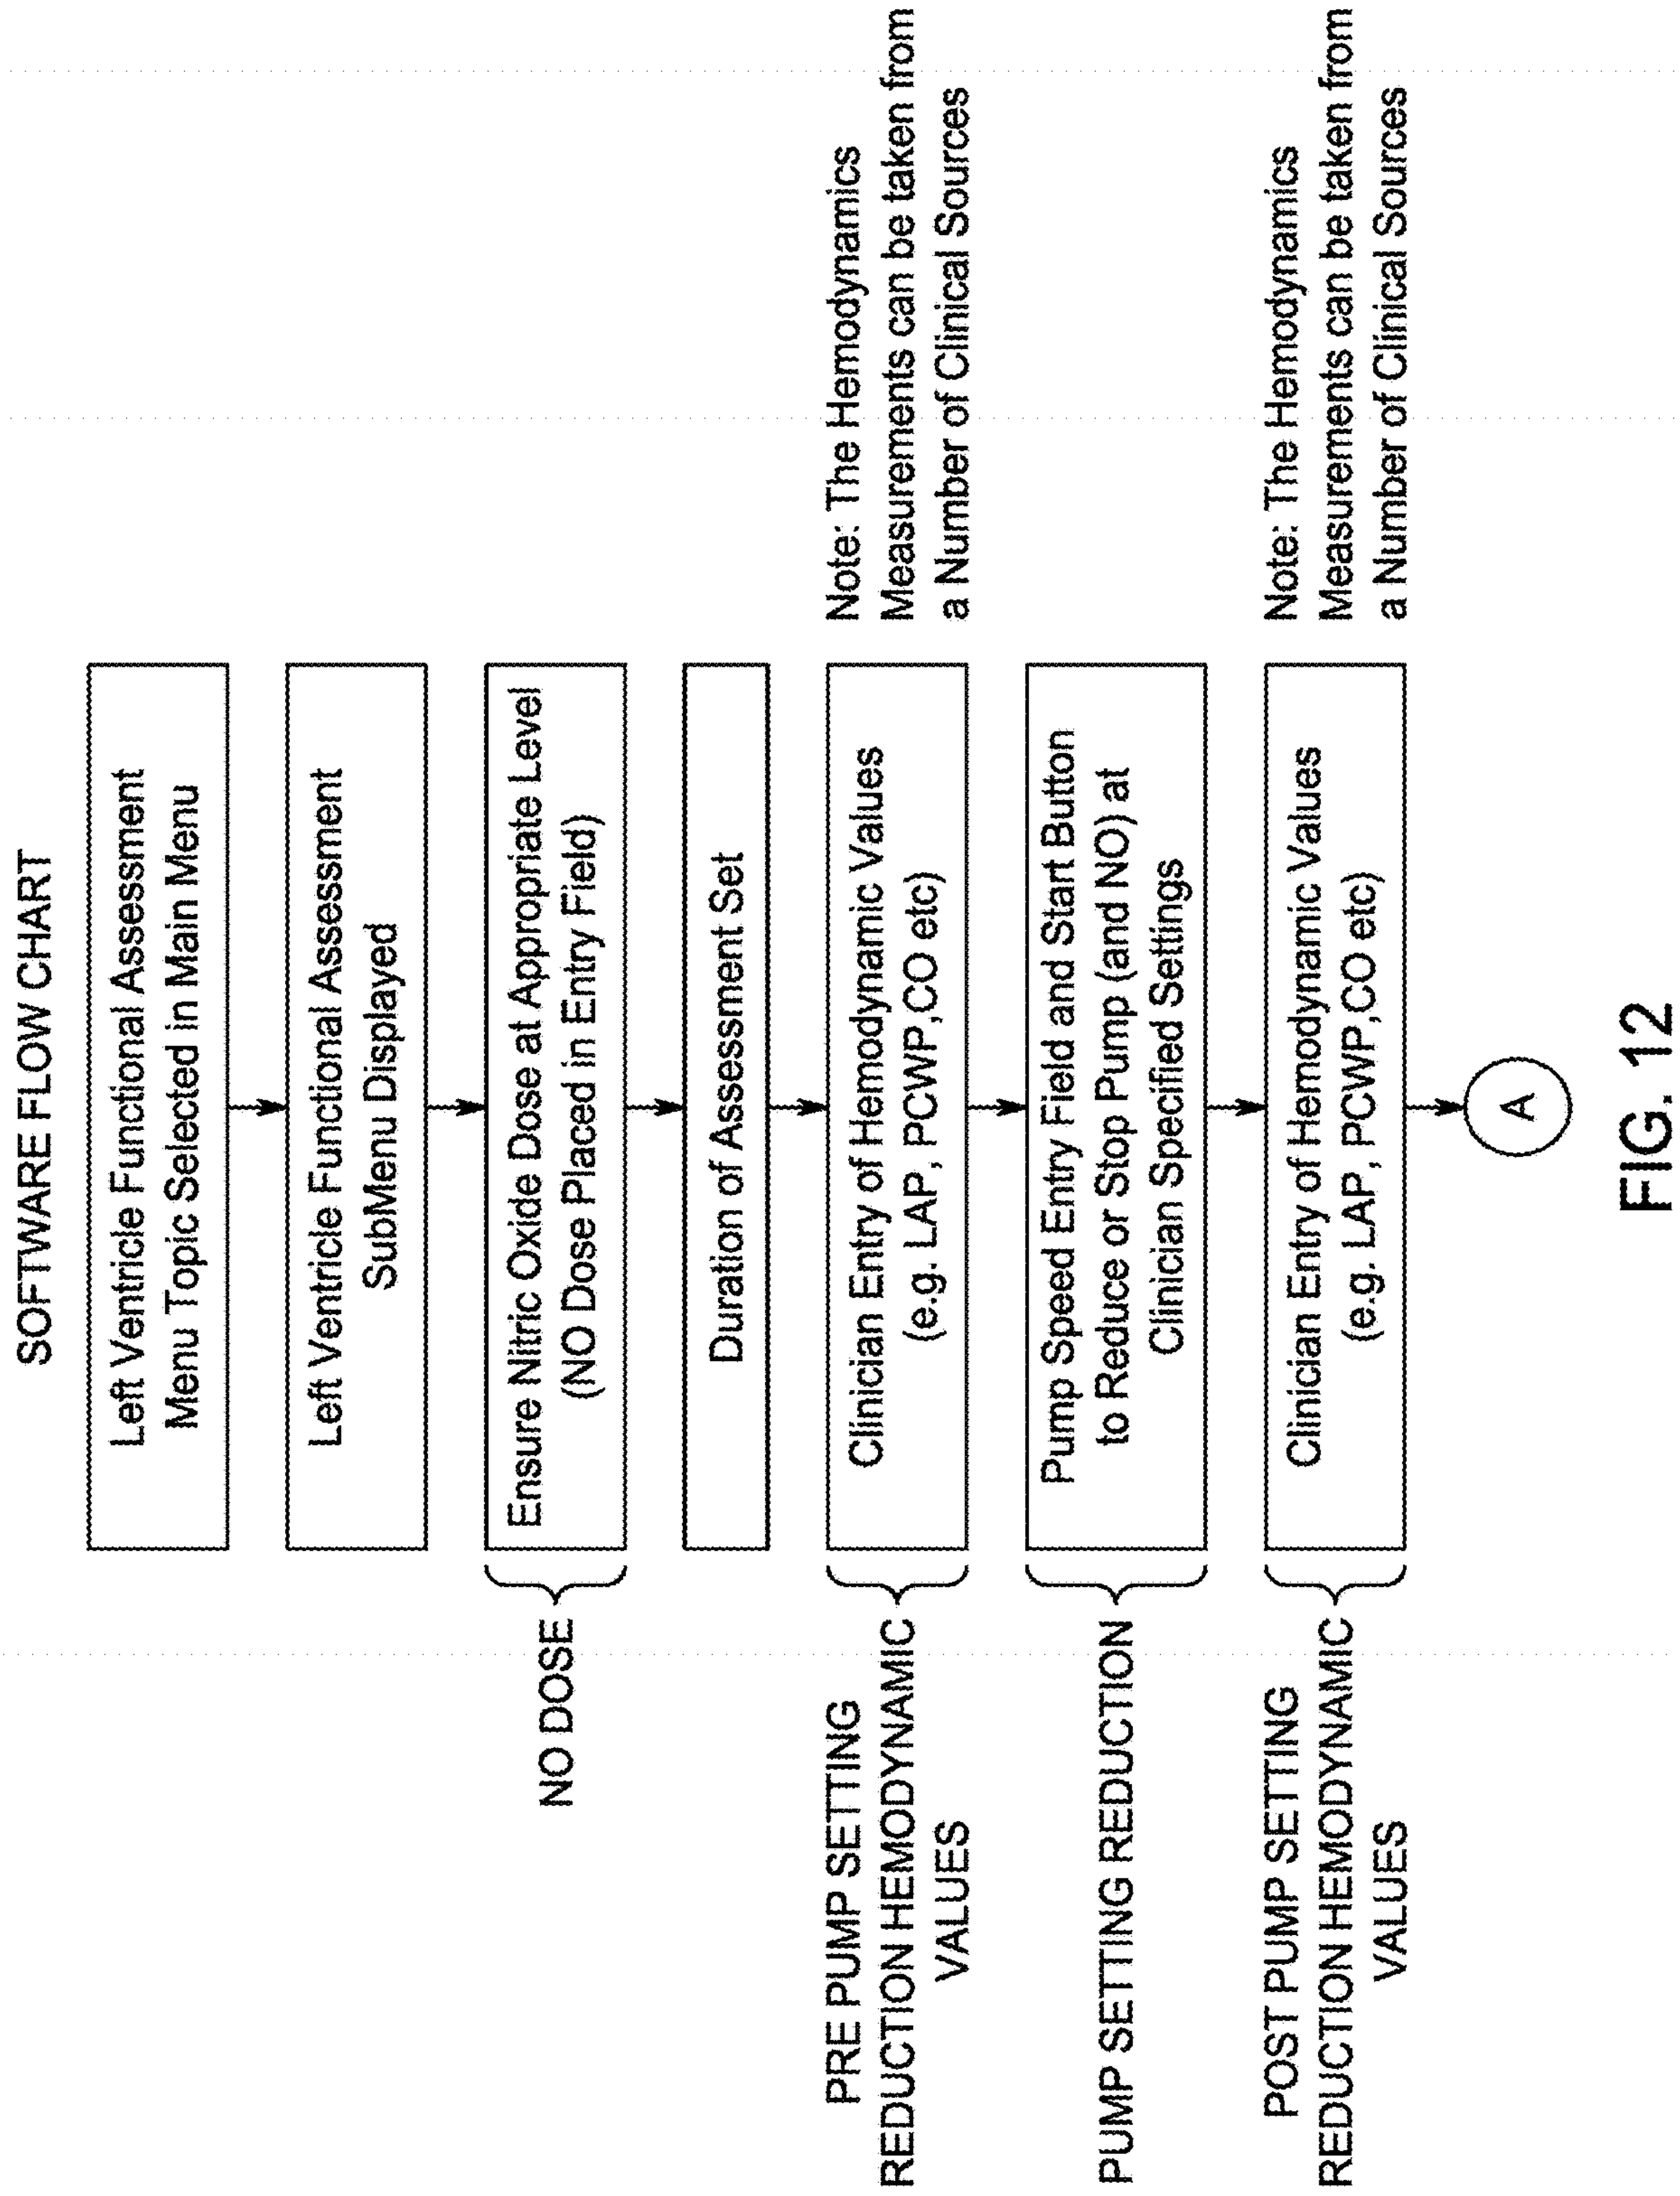 SOFTWARE FLOW CHART
Left Ventricle Functional Assessment
Menu Topic Selected in Main Menu
Left Ventricle Functional Assessment
SubMenu Displayed
NO DOSE
Ensure Nitric Oxide Dose at Appropriate Level
(NO Dose Placed in Entry Field)
Duration of Assessment Set
PRE PUMP SETTING
REDUCTION HEMODYNAMIC
VALUES
Clinician Entry of Hemodynamic Values
(e.g. LAP, PCWP,CO etc)
Note: The Hemodynamics
Measurements can be taken from
a Number of Clinical Sources
PUMP SETTING REDUCTION
Pump Speed Entry Field and Start Button
to Reduce or Stop Pump (and NO) at
Clinician Specified Settings
POST PUMP SETTING
REDUCTION HEMODYNAMIC
VALUES
Clinician Entry of Hemodynamic Values
(e.g. LAP, PCWP,CO etc)
Note: The Hemodynamics
Measurements can be taken from
a Number of Clinical Sources
A
FIG. 12